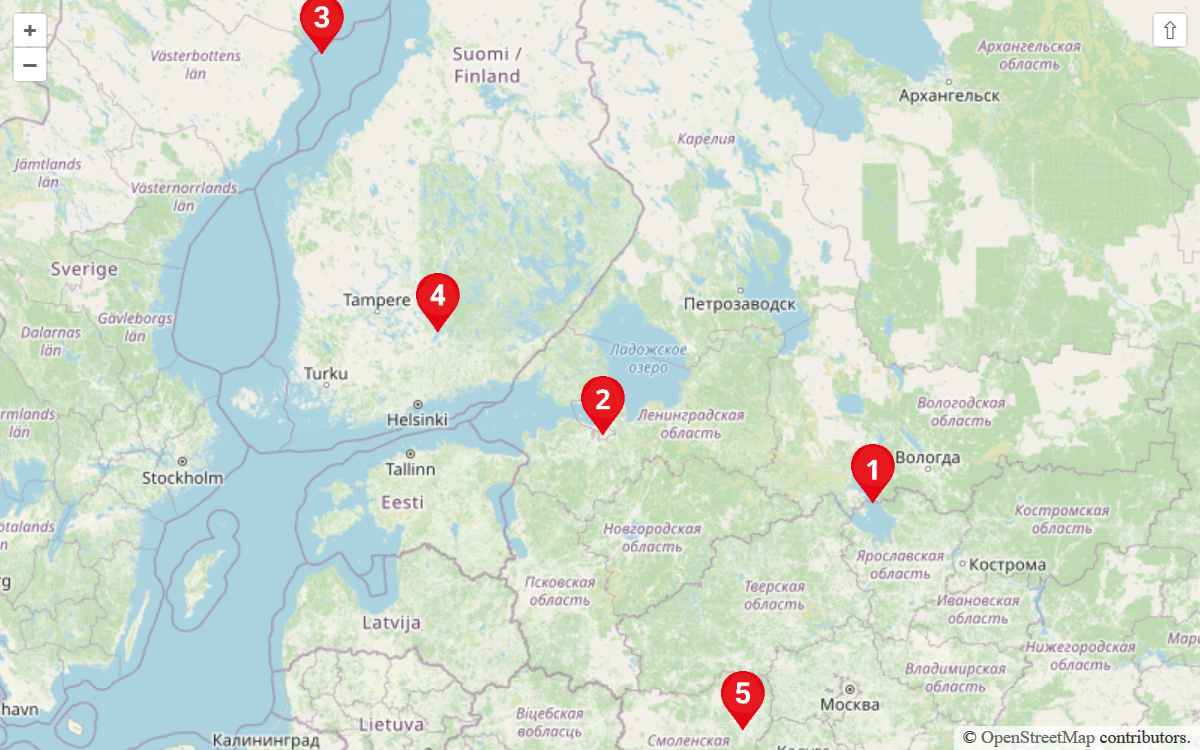 +
−
⇧
3
Västerbottens
län
Suomi /
Finland
Архангельская
область
Архангельск
Карелия
Jämtlands
län
Västernorrlands
län
Sverige
Tampere
4
Петрозаводск
Gävleborgs
län
Dalarnas
län
Ладожское
озеро
Turku
2
Helsinki
Ленинградская
область
Вологодская
область
rmlands
län
Stockholm
Tallinn
1
Вологда
Eesti
ötalands
n
Новгородская
область
Костромская
область
Ярославская
область
Кострома
rg
Псковская
область
Тверская
область
Ивановская
область
Latvija
Нижегородская
область
Мари
Владимирская
область
5
Москва
havn
Lietuva
Віцебская
вобласць
Калининград
Смоленская
Калуга
© OpenStreetMap contributors.